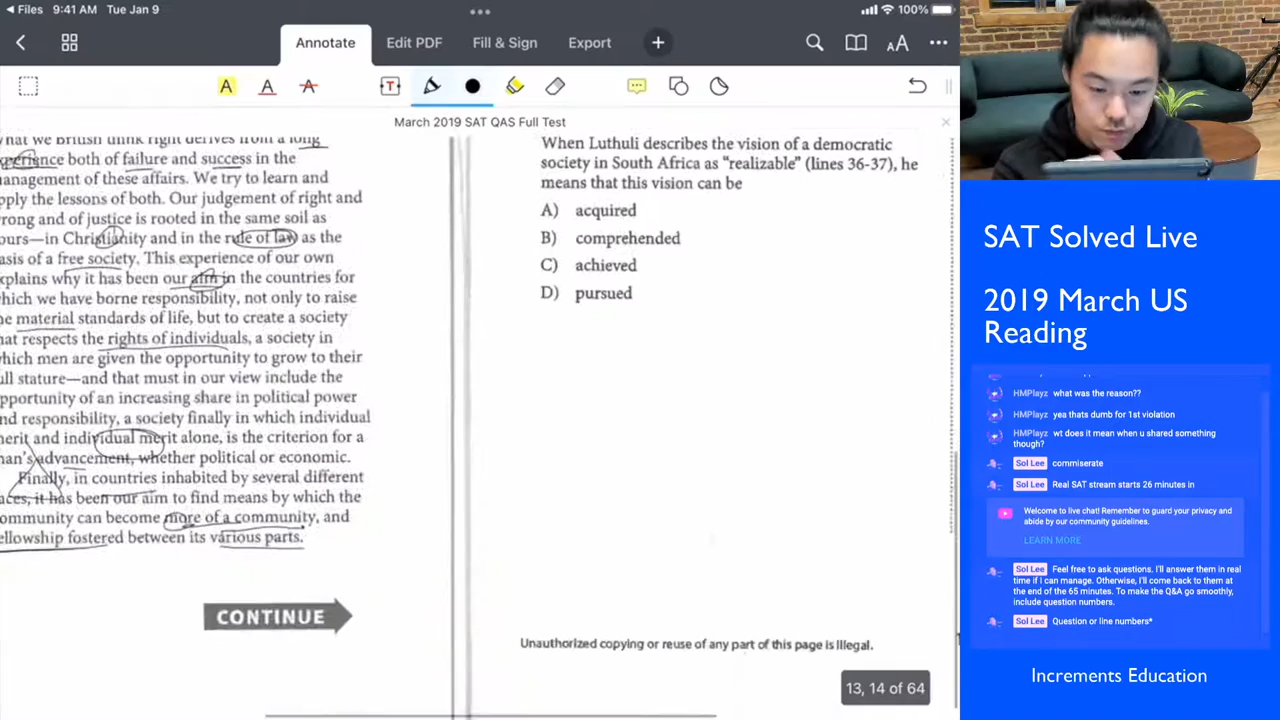 Files 9:41 AM Tue Jan 9
100%
Annotate Edit PDF Fill & Sign Export +
March 2019 SAT QAS Full Test
hat we British think right derives from a long
experience both of failure and success in the
anagement of these affairs. We try to learn and
pply the lessons of both. Our judgement of right and
rong and of justice is rooted in the same soil as
ours—in Christianity and in the rule of law as the
asis of a free society. This experience of our own
xplains why it has been our aim in the countries for
hich we have borne responsibility, not only to raise
he material standards of life, but to create a society
hat respects the rights of individuals, a society in
hich men are given the opportunity to grow to their
ull stature—and that must in our view include the
pportunity of an increasing share in political power
nd responsibility, a society finally in which individual
erit and individual merit alone, is the criterion for a
an's advancement, whether political or economic.
Finally, in countries inhabited by several different
aces, it has been our aim to find means by which the
ommunity can become more of a community, and
ellowship fostered between its various parts.
CONTINUE
When Luthuli describes the vision of a democratic
society in South Africa as "realizable" (lines 36-37), he
means that this vision can be
A) acquired
B) comprehended
C) achieved
D) pursued
Unauthorized copying or reuse of any part of this page is illegal.
13, 14 of 64
SAT Solved Live
2019 March US
Reading
HMPlayz what was the reason??
HMPlayz yea thats dumb for 1st violation
HMPlayz wt does it mean when u shared something
though?
Sol Lee commiserate
Sol Lee Real SAT stream starts 26 minutes in
Welcome to live chat! Remember to guard your privacy and
abide by our community guidelines.
LEARN MORE
Sol Lee Feel free to ask questions. I'll answer them in real
time if I can manage. Otherwise, I'll come back to them at
the end of the 65 minutes. To make the Q&A go smoothly,
include question numbers.
Sol Lee Question or line numbers*
Increments Education